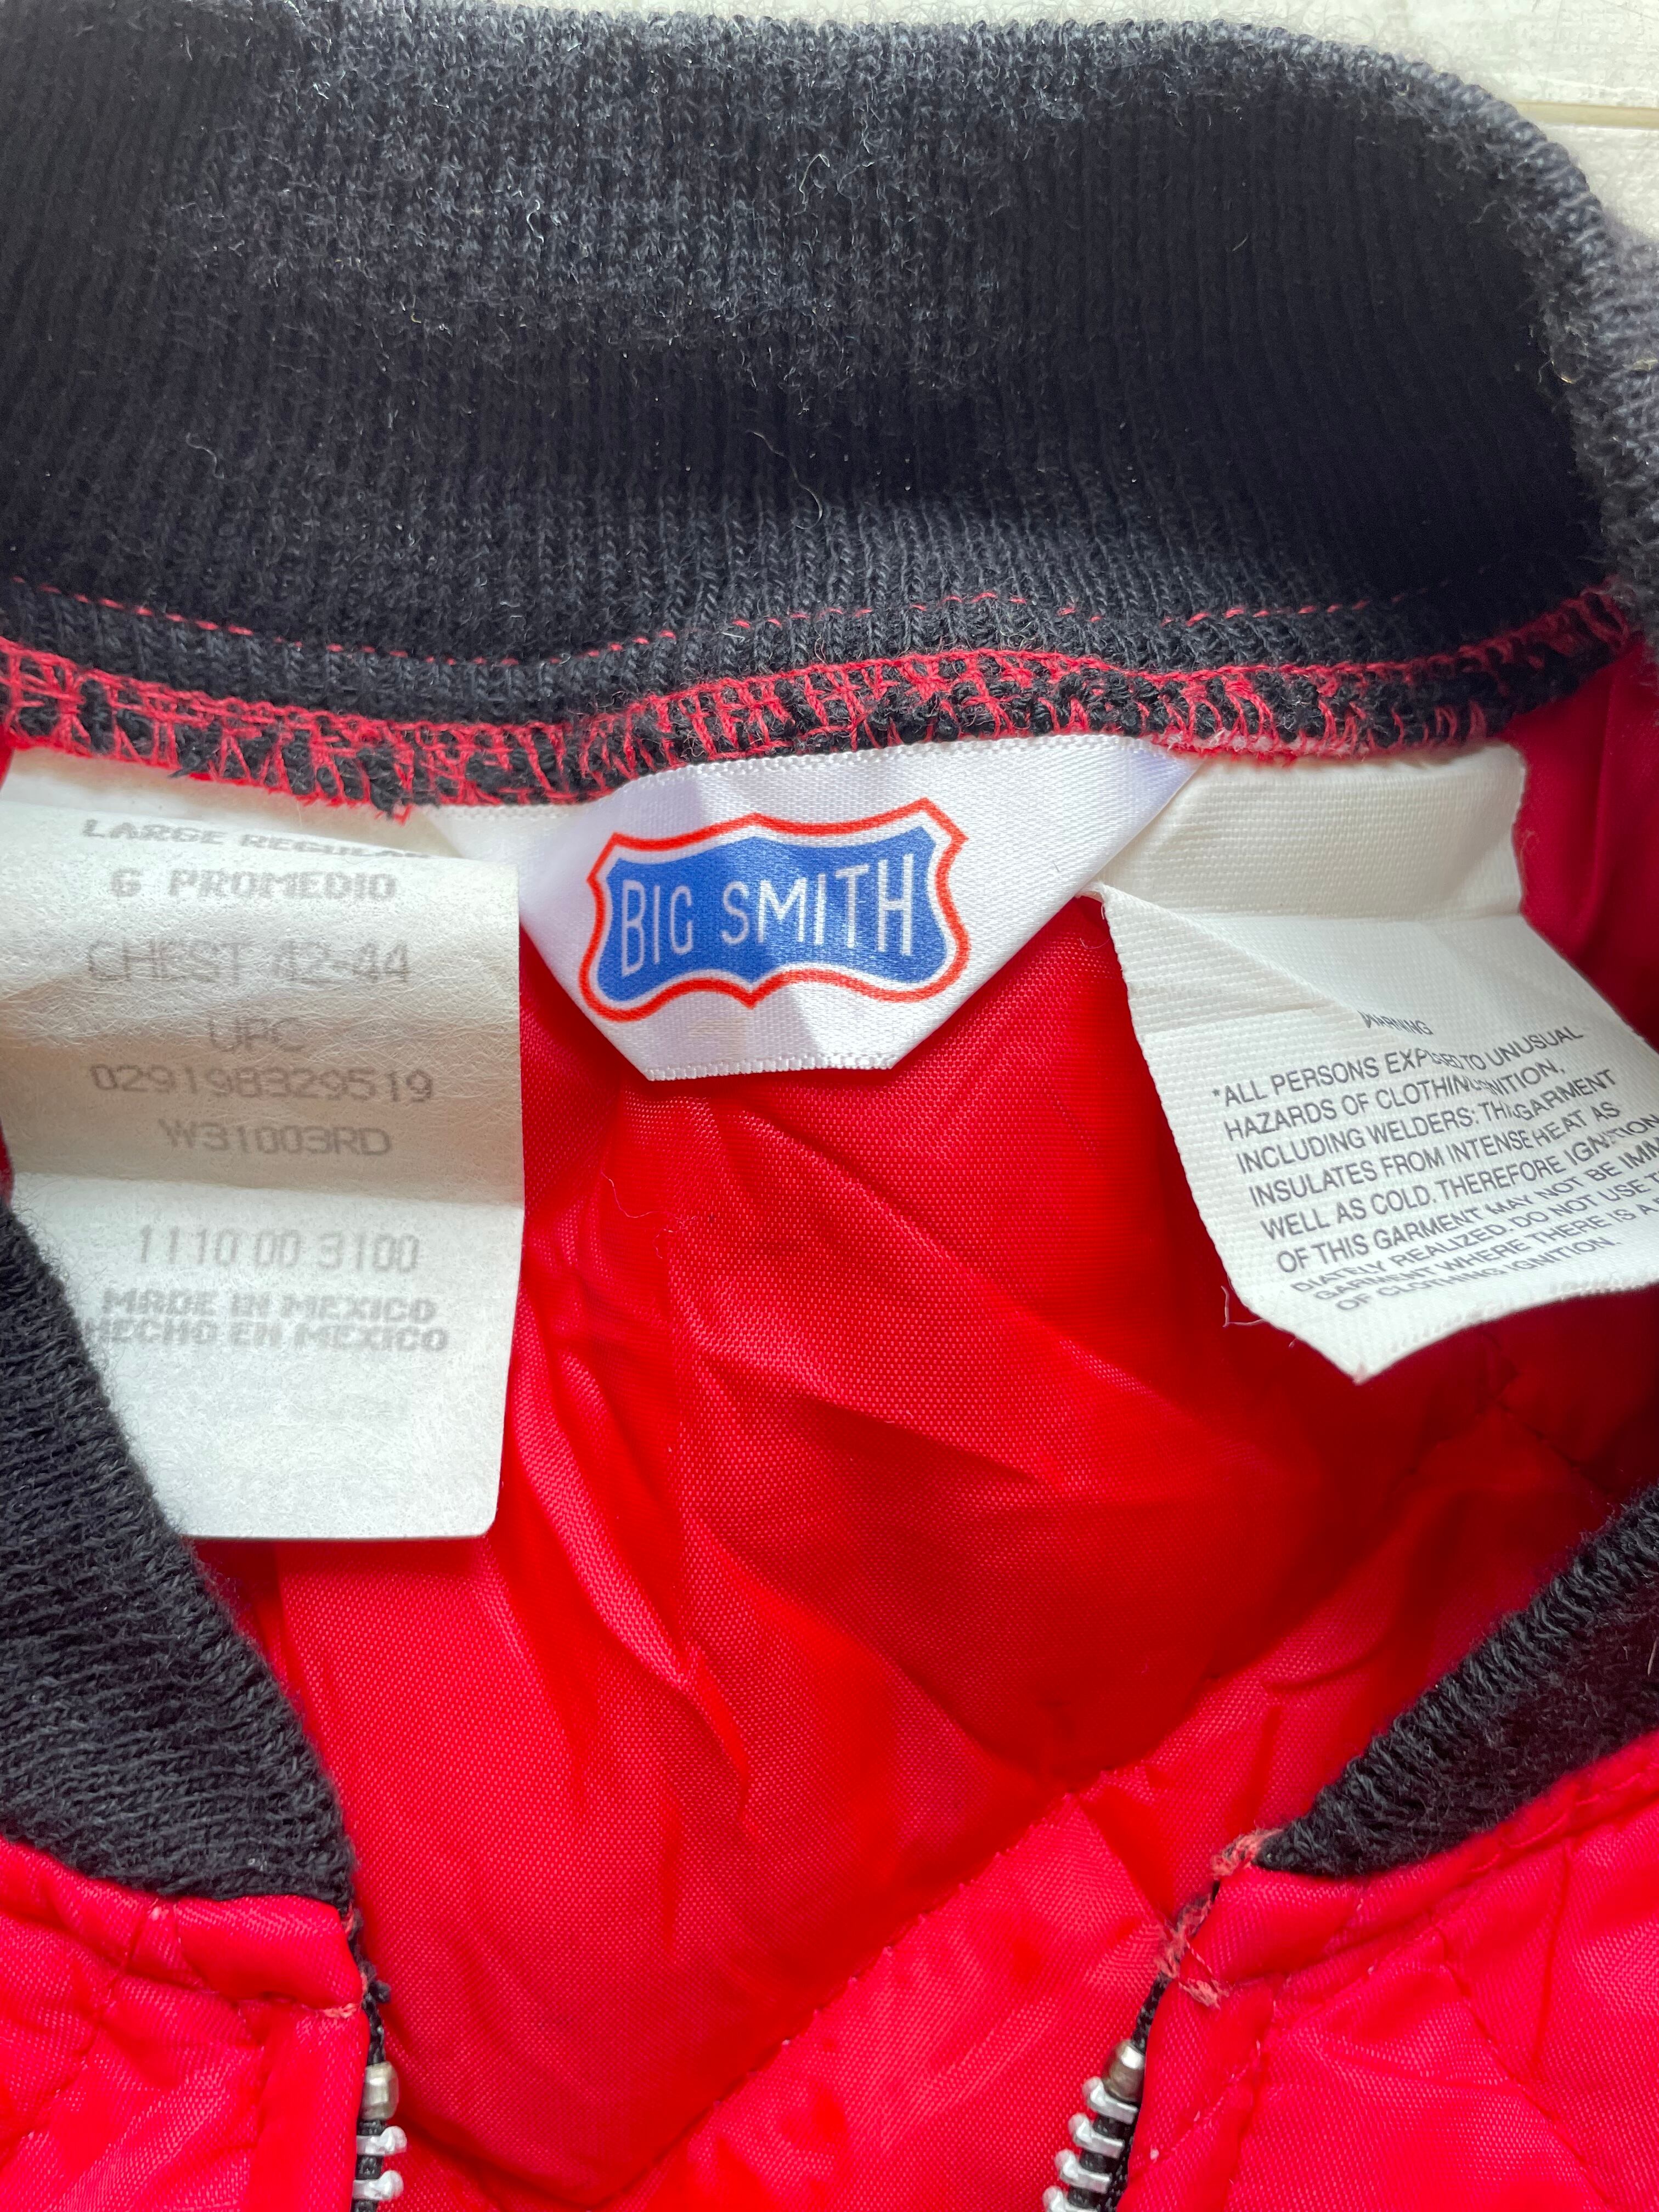 LARGE REGULAR
G PROMEDIO
CHEST 42-44
UPC
029198329519
W31003RD
1110 00 3100
MADE IN MEXICO
HECHO EN MEXICO
BIG SMITH
WARNING
*ALL PERSONS EXPOSED TO UNUSUAL
HAZARDS OF CLOTHING IGNITION,
INCLUDING WELDERS: THIS GARMENT
INSULATES FROM INTENSE HEAT AS
WELL AS COLD. THEREFORE IGNITION
OF THIS GARMENT MAY NOT BE IMM
DIATELY REALIZED. DO NOT USE
GARMENT WHERE THERE IS A
OF CLOTHING IGNITION.